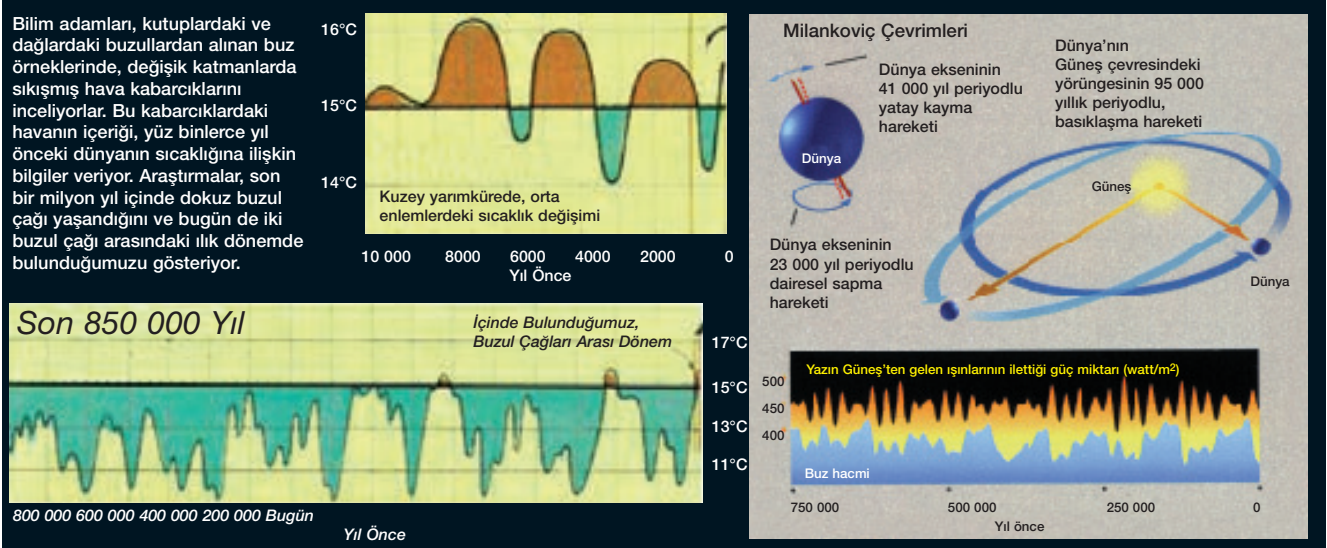 Bilim adamları, kutuplardaki ve
dağlardaki buzullardan alınan buz
örneklerinde, değişik katmanlarda
sıkışmış hava kabarcıklarını
inceliyorlar. Bu kabarcıklardaki
havanın içeriği, yüz binlerce yıl
önceki dünyanın sıcaklığına ilişkin
bilgiler veriyor. Araştırmalar, son
bir milyon yıl içinde dokuz buzul
çağı yaşandığını ve bugün de iki
buzul çağı arasındaki ılık dönemde
bulunduğumuzu gösteriyor.
16°C
15°C
14°C
Kuzey yarımkürede, orta
enlemlerdeki sıcaklık değişimi
10 000 8000 6000 4000 2000 0
Yıl Önce
Son 850 000 Yıl
İçinde Bulunduğumuz,
Buzul Çağları Arası Dönem
17°C
15°C
13°C
11°C
800 000 600 000 400 000 200 000 Bugün
Yıl Önce
Milankoviç Çevrimleri
Dünya ekseninin
41 000 yıl periyodlu
yatay kayma
hareketi
Dünya'nın
Güneş çevresindeki
yörüngesinin 95 000
yıllık periyodlu,
basıklaşma hareketi
Dünya
Güneş
Dünya ekseninin
23 000 yıl periyodlu
dairesel sapma
hareketi
Dünya
Yazın Güneş'ten gelen ışınlarının ilettiği güç miktarı (watt/m²)
500
450
400
Buz hacmi
750 000 500 000 250 000 0
Yıl önce